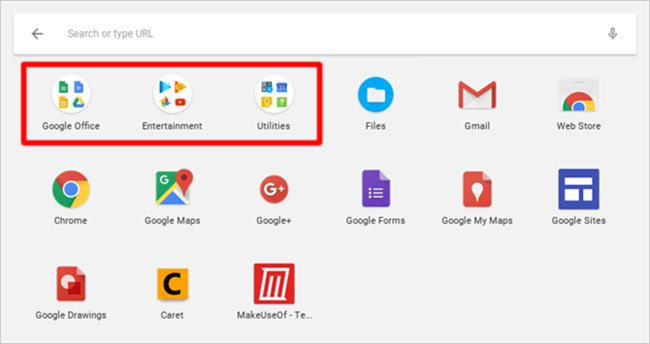 Search or type URL
Google Office Entertainment Utilities Files Gmail Web Store
Chrome Google Maps Google+ Google Forms Google My Maps Google Sites
Google Drawings Caret MakeUseOf - Te...